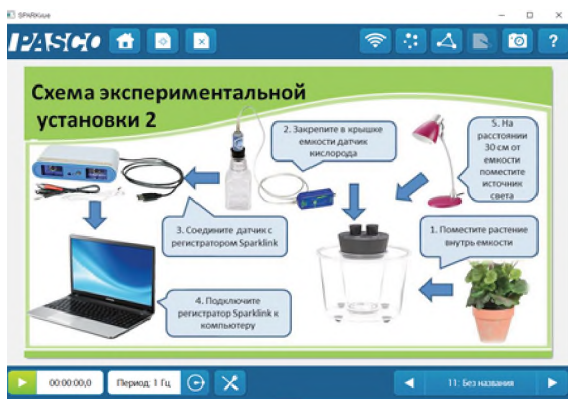 SPARKvue
PASCO
?
Схема экспериментальной
установки 2
2. Закрепите в крышке
емкости датчик
кислорода
5. На
расстоянии
30 см от
емкости
поместите
источник
света
3. Соедините датчик с
регистратором Sparklink
1. Поместите растение
внутрь емкости
4. Подключите
регистратор Sparklink к
компьютеру
00:00:00,0
Период: 1 Гц
11: Без названия